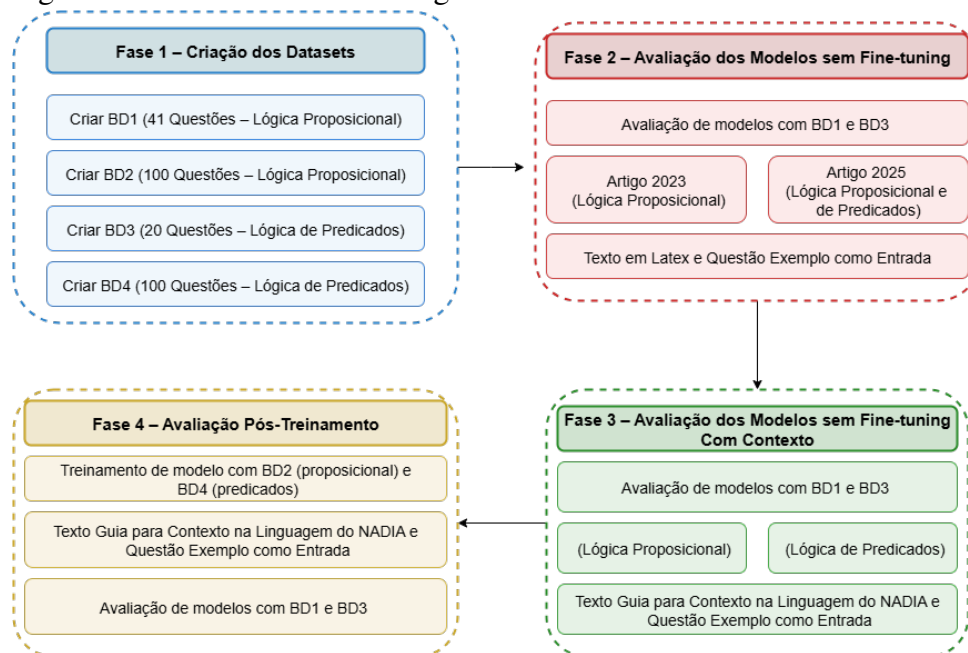 Fase 1 – Criação dos Datasets
Criar BD1 (41 Questões – Lógica Proposicional)
Criar BD2 (100 Questões – Lógica Proposicional)
Criar BD3 (20 Questões – Lógica de Predicados)
Criar BD4 (100 Questões – Lógica de Predicados)
Fase 2 – Avaliação dos Modelos sem Fine-tuning
Avaliação de modelos com BD1 e BD3
Artigo 2023
(Lógica Proposicional)
Artigo 2025
(Lógica Proposicional e
de Predicados)
Texto em Latex e Questão Exemplo como Entrada
Fase 3 – Avaliação dos Modelos sem Fine-tuning
Com Contexto
Avaliação de modelos com BD1 e BD3
(Lógica Proposicional)
(Lógica de Predicados)
Texto Guia para Contexto na Linguagem do NADIA e
Questão Exemplo como Entrada
Fase 4 – Avaliação Pós-Treinamento
Treinamento de modelo com BD2 (proposicional) e
BD4 (predicados)
Texto Guia para Contexto na Linguagem do NADIA e
Questão Exemplo como Entrada
Avaliação de modelos com BD1 e BD3